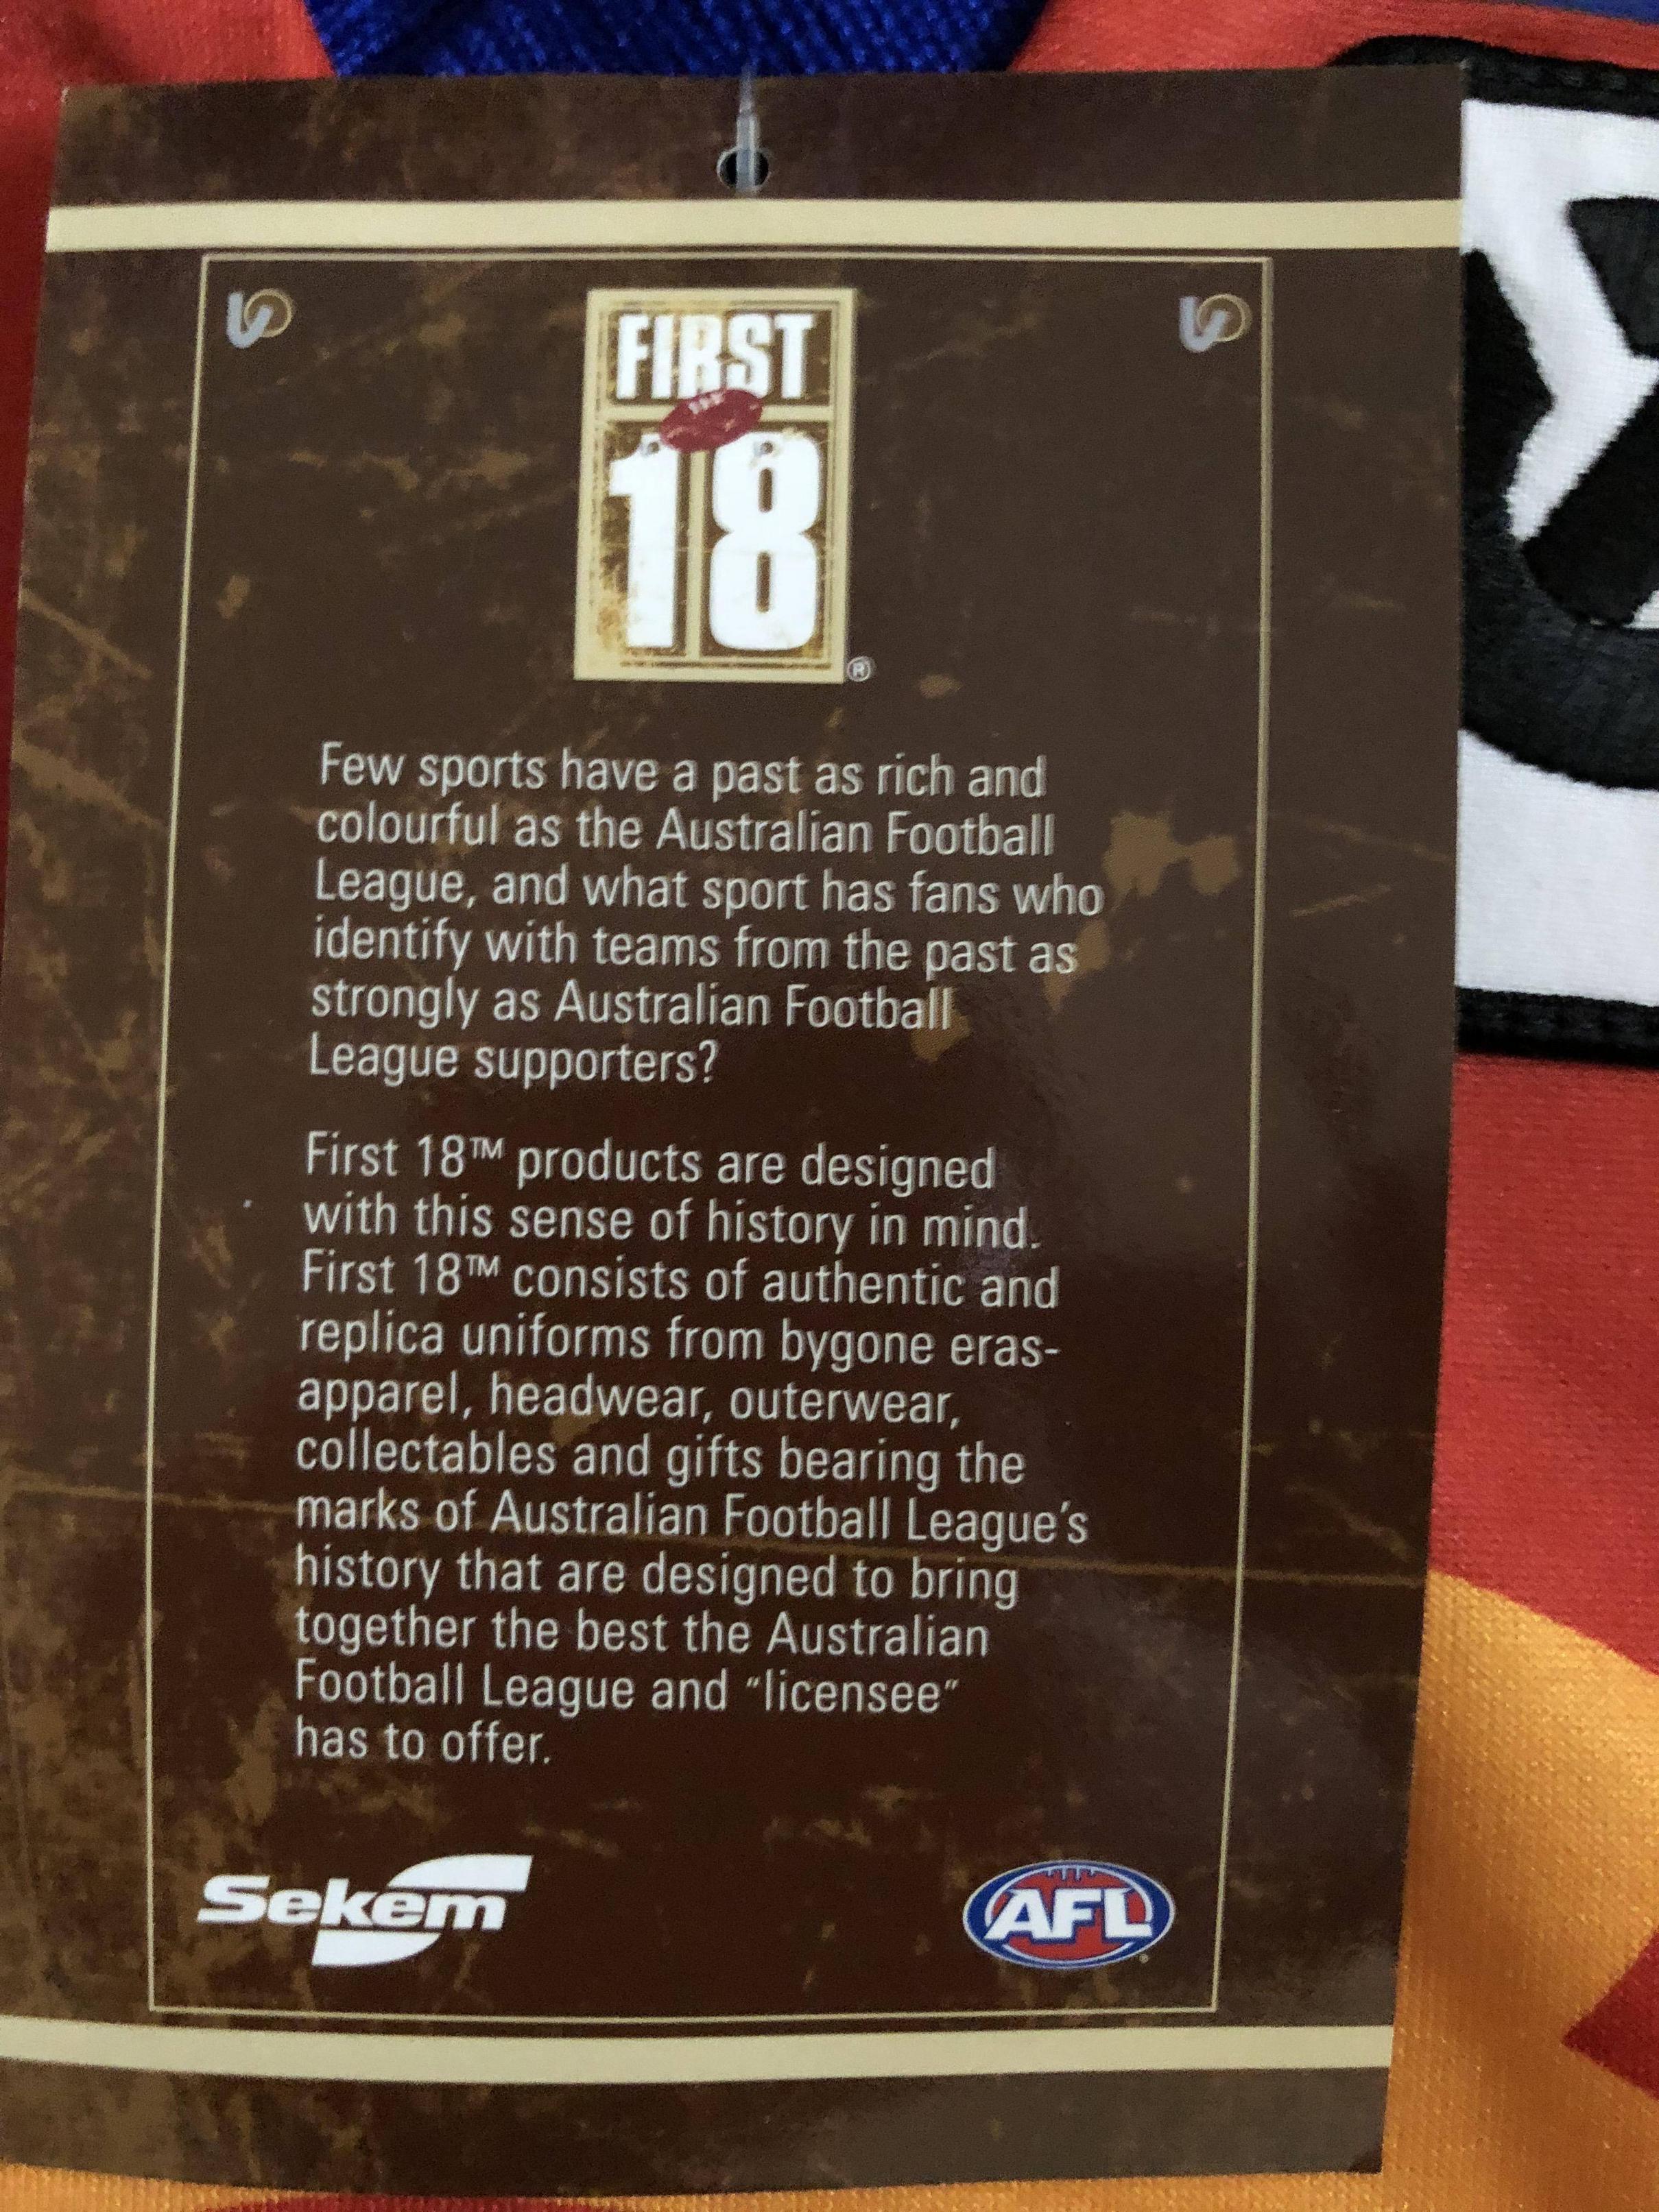 FIRST
18
®
Few sports have a past as rich and
colourful as the Australian Football
League, and what sport has fans who
identify with teams from the past as
strongly as Australian Football
League supporters?
First 18™ products are designed
with this sense of history in mind.
First 18™ consists of authentic and
replica uniforms from bygone eras-
apparel, headwear, outerwear,
collectables and gifts bearing the
marks of Australian Football League's
history that are designed to bring
together the best the Australian
Football League and "licensee"
has to offer.
Sekem
AFL